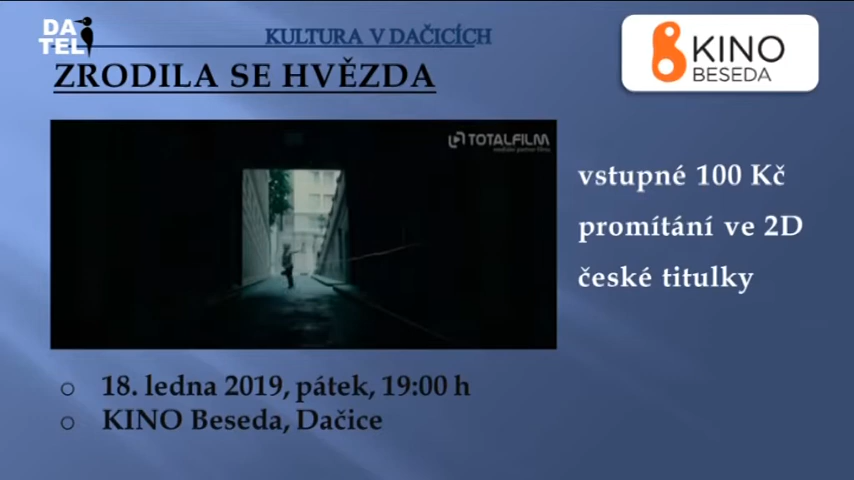 DA
TEL
KULTURA V DAČICÍCH
ZRODILA SE HVĚZDA
KINO
BESEDA
TOTALFILM
vstupné 100 Kč
promítání ve 2D
české titulky
18. ledna 2019, pátek, 19:00 h
KINO Beseda, Dačice